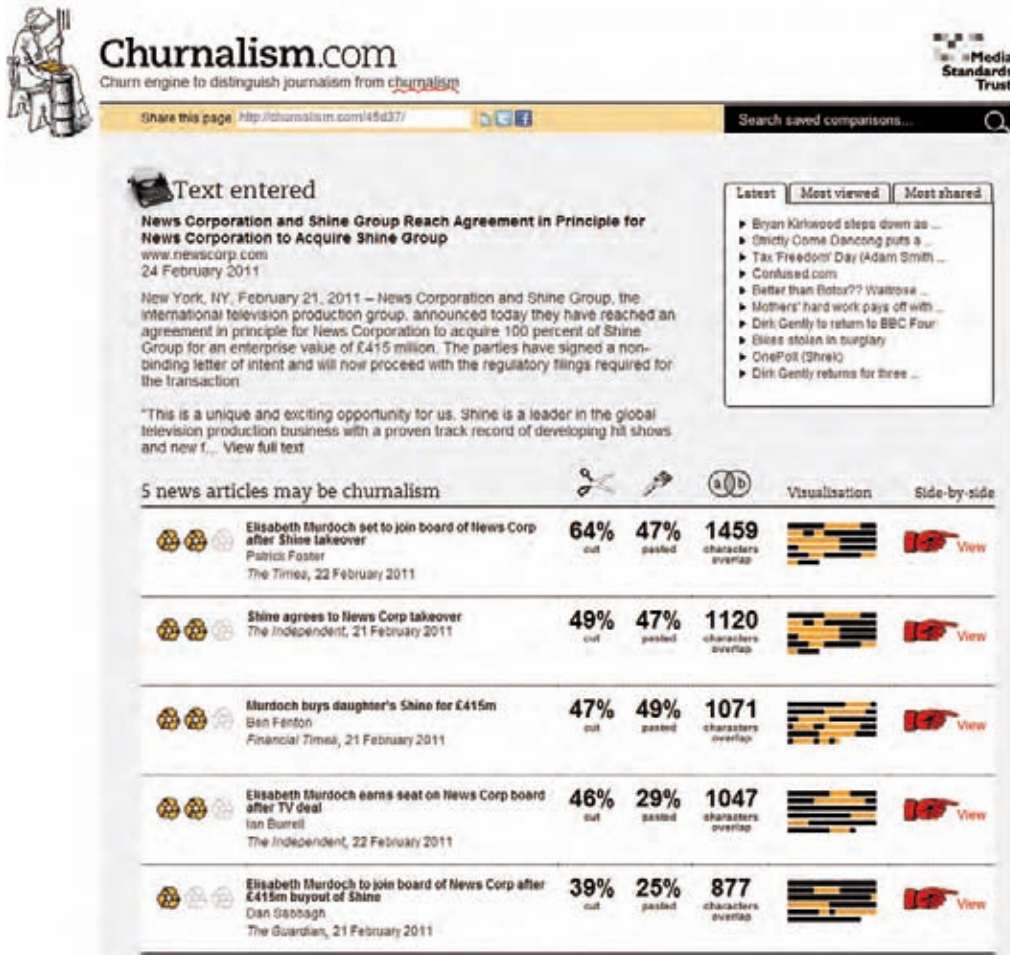 Churnalism.com
Churn engine to distinguish journalism from churnalism
Media
Standards
Trust
Share this page http://churnalism.com/45d37/
Search saved comparisons...
Text entered
News Corporation and Shine Group Reach Agreement in Principle for
News Corporation to Acquire Shine Group
www.newscorp.com
24 February 2011
New York, NY, February 21, 2011 – News Corporation and Shine Group, the
international television production group, announced today they have reached an
agreement in principle for News Corporation to acquire 100 percent of Shine
Group for an enterprise value of £415 million. The parties have signed a non-
binding letter of intent and will now proceed with the regulatory filings required for
the transaction
"This is a unique and exciting opportunity for us. Shine is a leader in the global
television production business with a proven track record of developing hit shows
and new f... View full text
Latest Most viewed Most shared
Bryan Kirkwood steps down as ...
Strictly Come Dancong puts a ...
Tax 'Freedom' Day (Adam Smith ...
Confused.com
Better than Botox?? Waitrose ...
Mothers' hard work pays off with ...
Dirk Gently to return to BBC Four
Bikes stolen in burglary
OnePoll (Shrek)
Dirk Gently returns for three ...
5 news articles may be churnalism
a b
Visualisation Side-by-side
Elisabeth Murdoch set to join board of News Corp
after Shine takeover
Patrick Foster
The Times, 22 February 2011
64% 47% 1459
cut pasted characters
overlap
View
Shine agrees to News Corp takeover
The Independent, 21 February 2011
49% 47% 1120
cut pasted characters
overlap
View
Murdoch buys daughter's Shine for £415m
Ben Fenton
Financial Times, 21 February 2011
47% 49% 1071
cut pasted characters
overlap
View
Elisabeth Murdoch earns seat on News Corp board
after TV deal
Ian Burrell
The Independent, 22 February 2011
46% 29% 1047
cut pasted characters
overlap
View
Elisabeth Murdoch to join board of News Corp after
£415m buyout of Shine
Dan Sabbagh
The Guardian, 21 February 2011
39% 25% 877
cut pasted characters
overlap
View